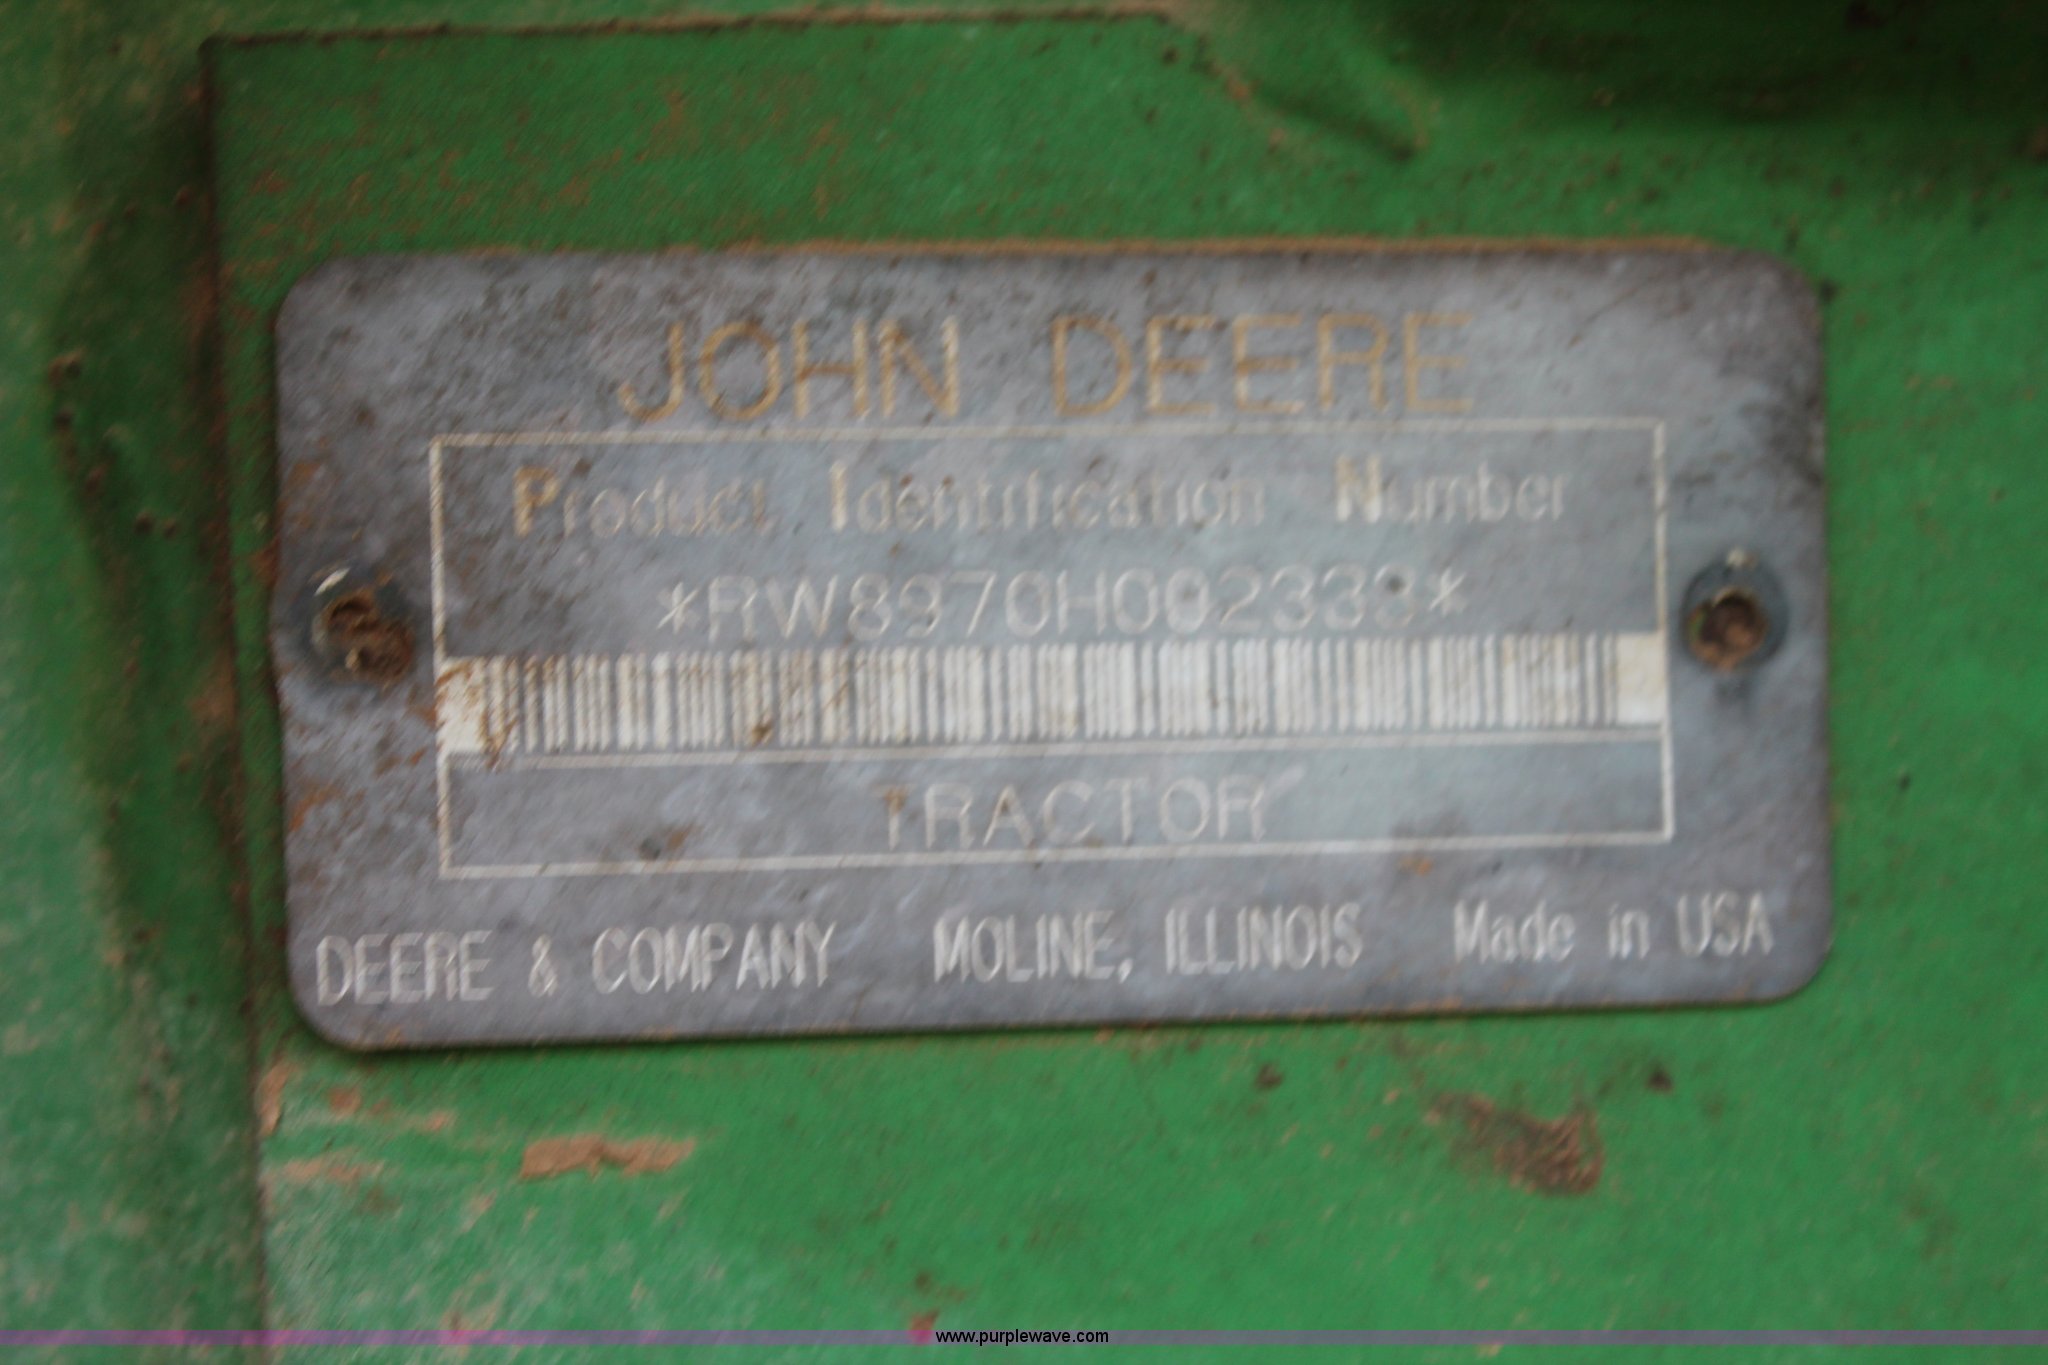 JOHN DEERE
Product Identification Number
*RW8970H002333*
TRACTOR
DEERE & COMPANY MOLINE, ILLINOIS Made in USA
www.purplewave.com